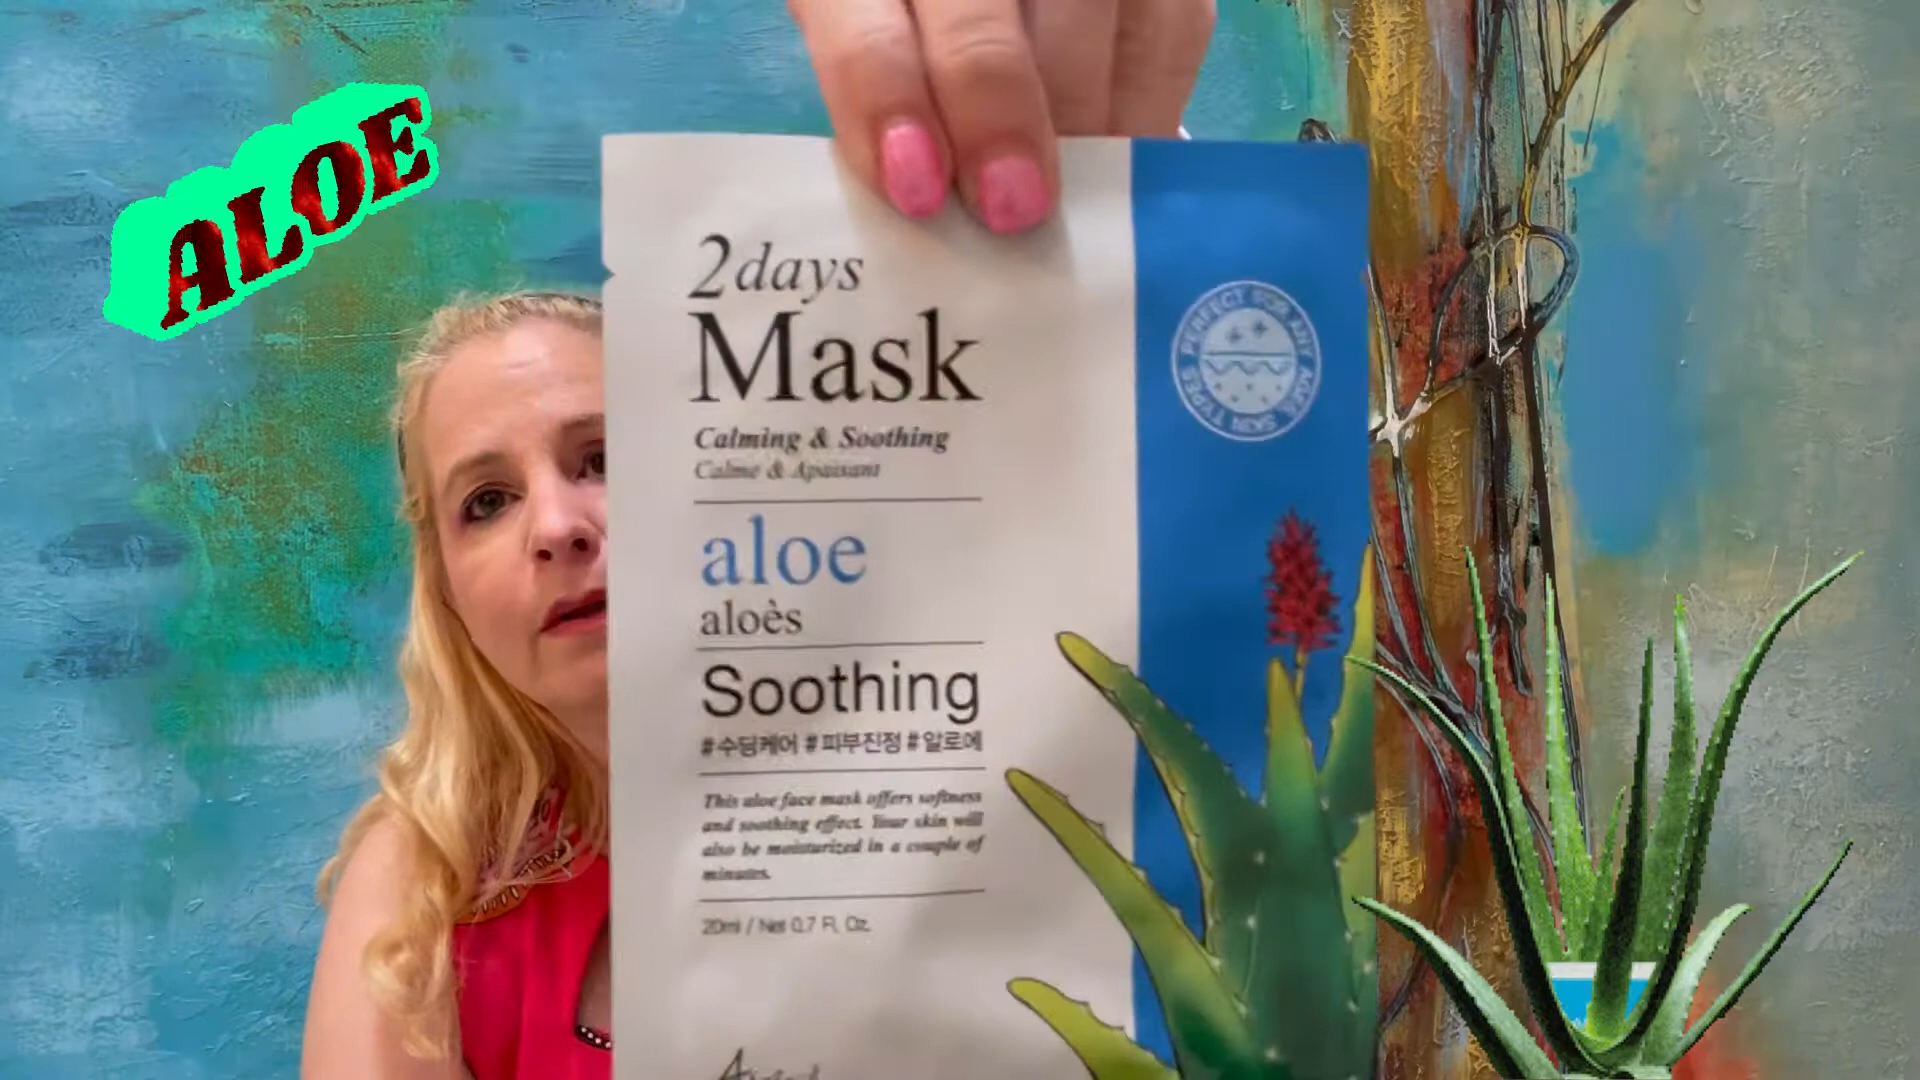 ALOE
2days
Mask
Calming & Soothing
Calme & Apaisant
PERFECT FOR ANY SKIN TYPES
aloe
aloès
Soothing
#수딩케어 #피부진정 #알로에
This aloe face mask offers softness
and soothing effect. Your skin will
also be moisturized in a couple of
minutes.
20ml / Net 0.7 Fl. Oz.